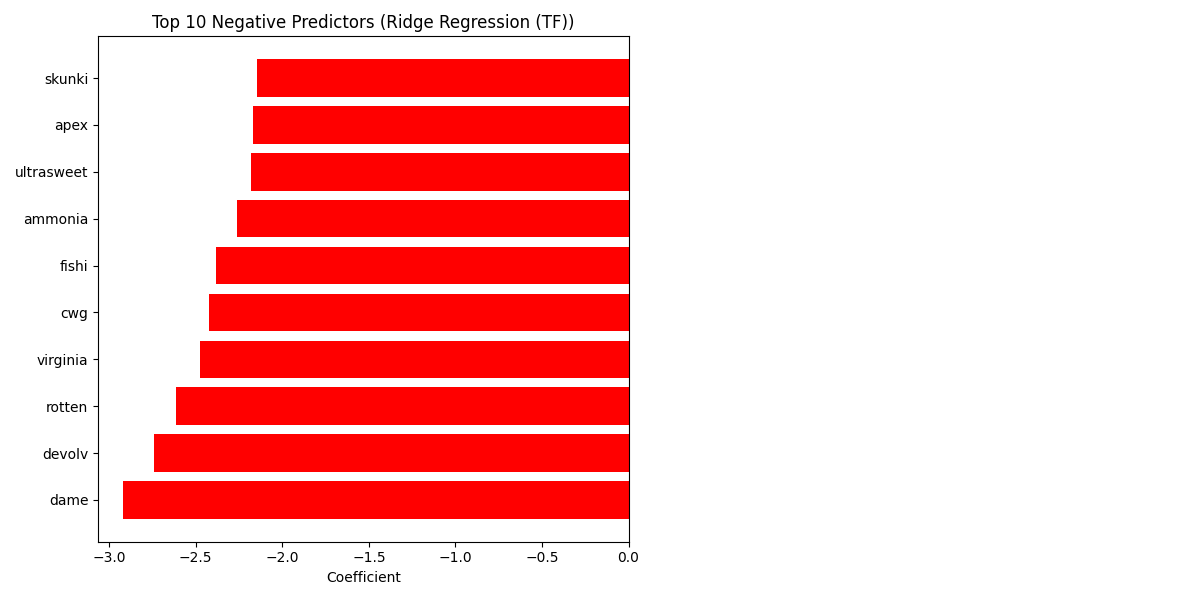 Top 10 Negative Predictors (Ridge Regression (TF))
skunki
apex
ultrasweet
ammonia
fishi
cwg
virginia
rotten
devolv
dame
−3.0 −2.5 −2.0 −1.5 −1.0 −0.5 0.0
Coefficient